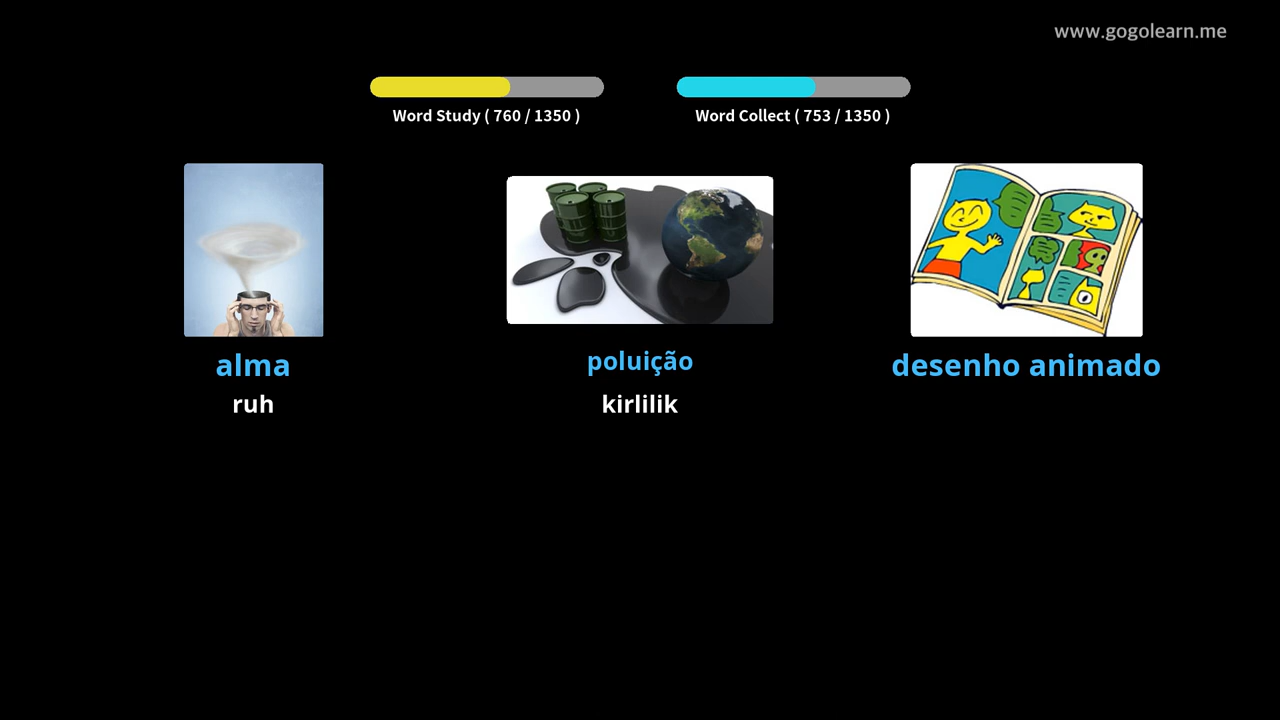 www.gogolearn.me
Word Study ( 760 / 1350 )
Word Collect ( 753 / 1350 )
alma
poluição
desenho animado
ruh
kirlilik